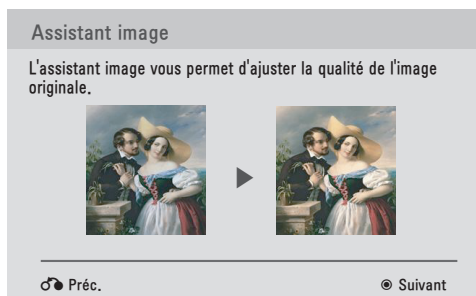 Assistant image
L'assistant image vous permet d'ajuster la qualité de l'image
originale.
Préc.
Suivant